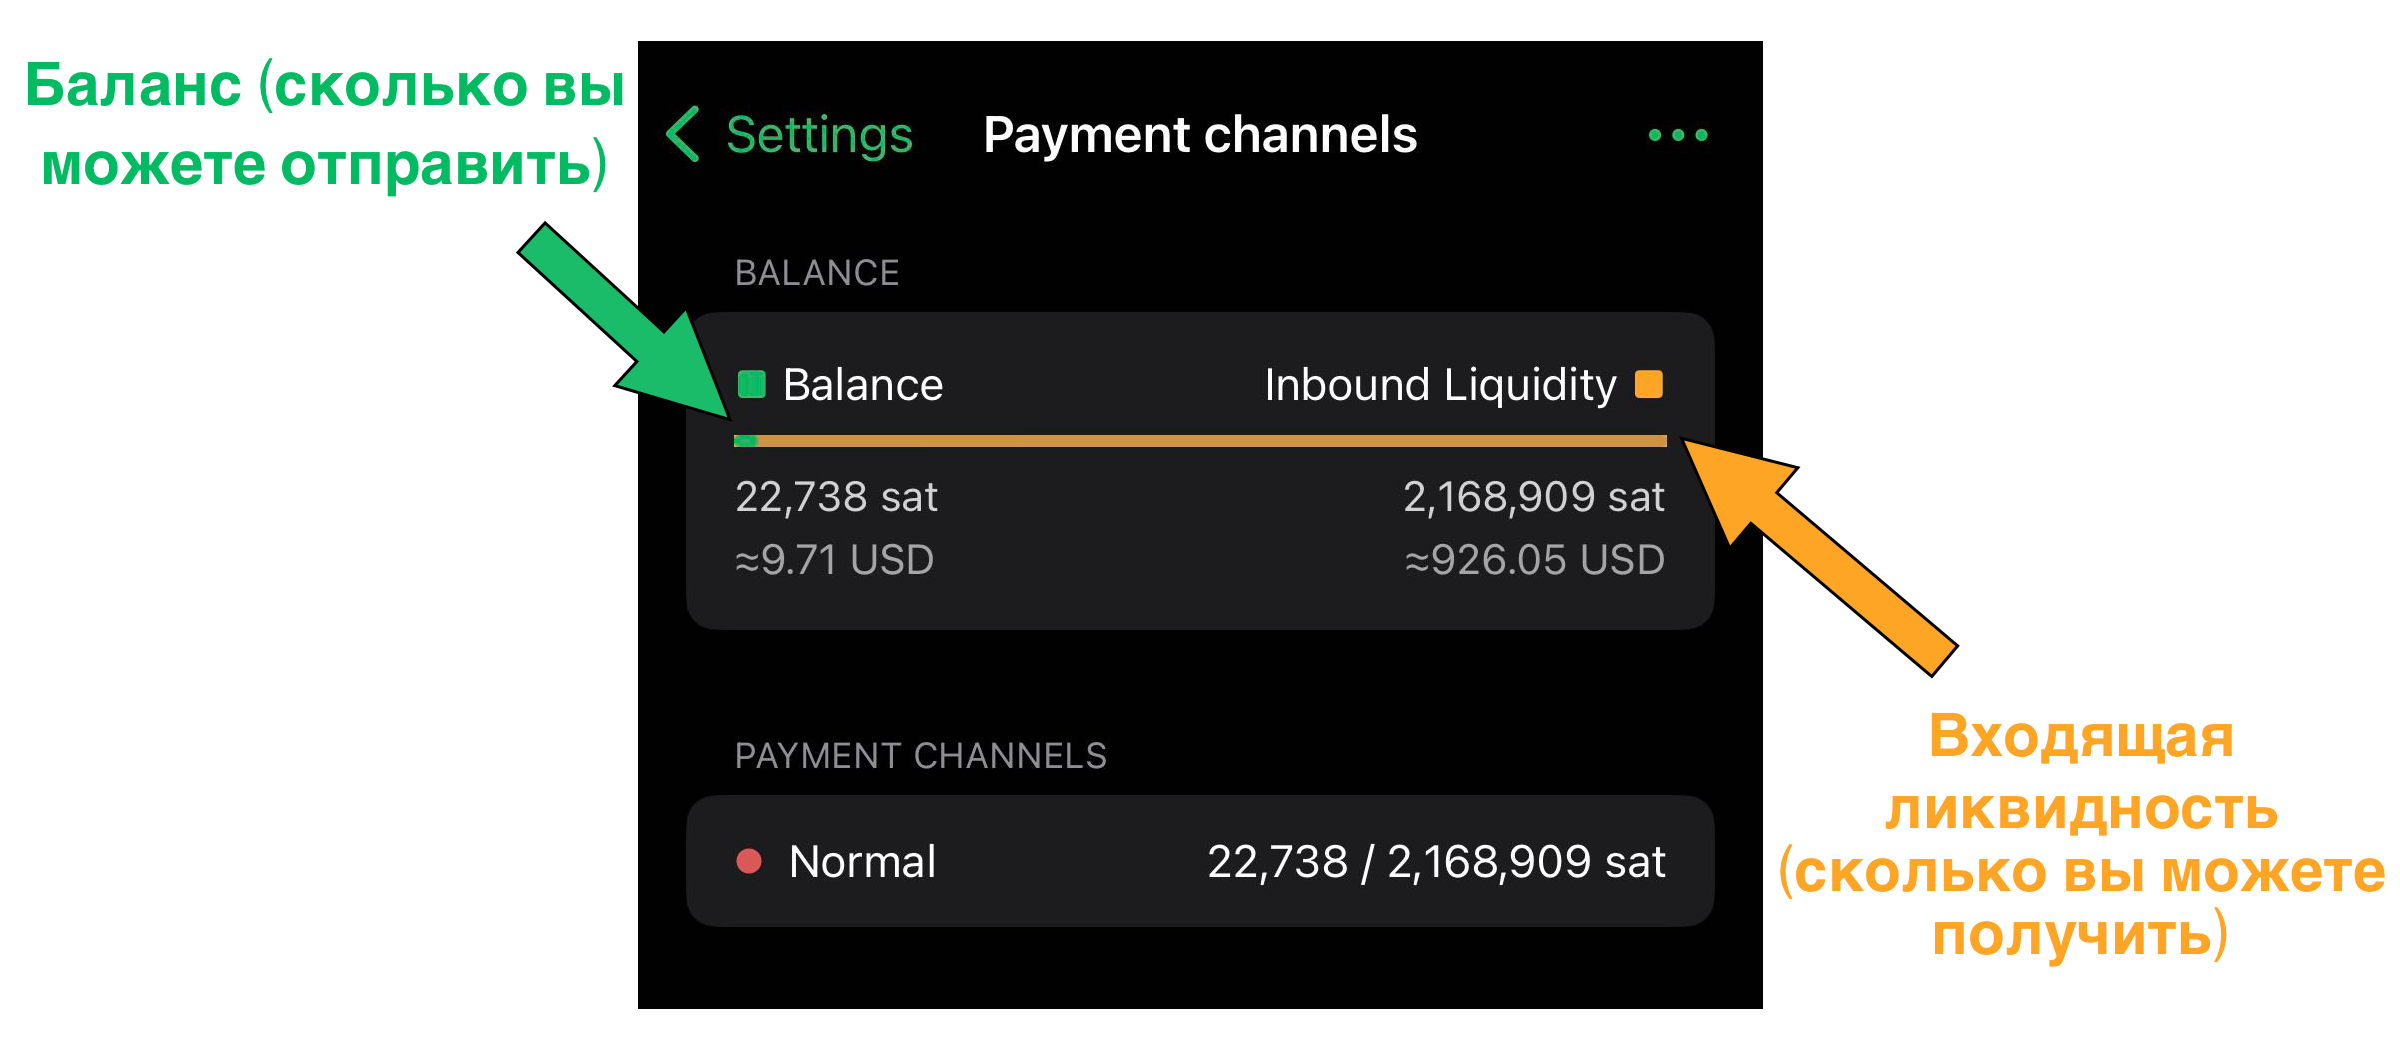 Баланс (сколько вы
можете отправить)
Settings
Payment channels
BALANCE
Balance
Inbound Liquidity
22,738 sat
2,168,909 sat
≈9.71 USD
≈926.05 USD
PAYMENT CHANNELS
Normal
22,738 / 2,168,909 sat
Входящая
ликвидность
(сколько вы можете
получить)